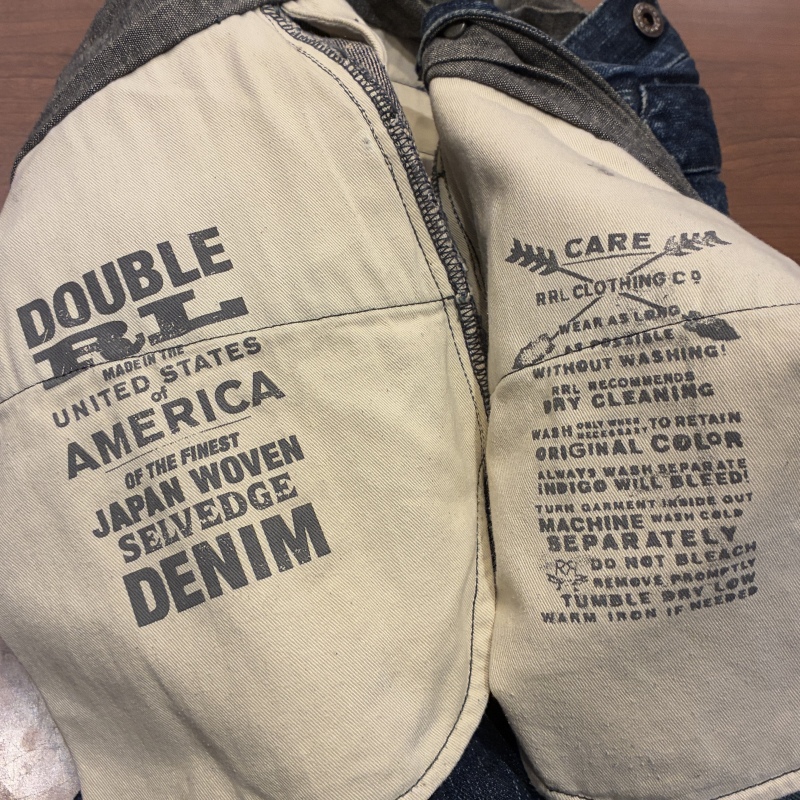 DOUBLE
RL
MADE IN THE
UNITED STATES
of
AMERICA
OF THE FINEST
JAPAN WOVEN
SELVEDGE
DENIM
CARE
RRL CLOTHING Co
WEAR AS LONG
AS POSSIBLE
WITHOUT WASHING!
RRL RECOMMENDS
DRY CLEANING
WASH ONLY WHEN NECESSARY, TO RETAIN
ORIGINAL COLOR
ALWAYS WASH SEPARATE
INDIGO WILL BLEED!
TURN GARMENT INSIDE OUT
MACHINE WASH COLD
SEPARATELY
DO NOT BLEACH
REMOVE PROMPTLY
TUMBLE DRY LOW
WARM IRON IF NEEDED